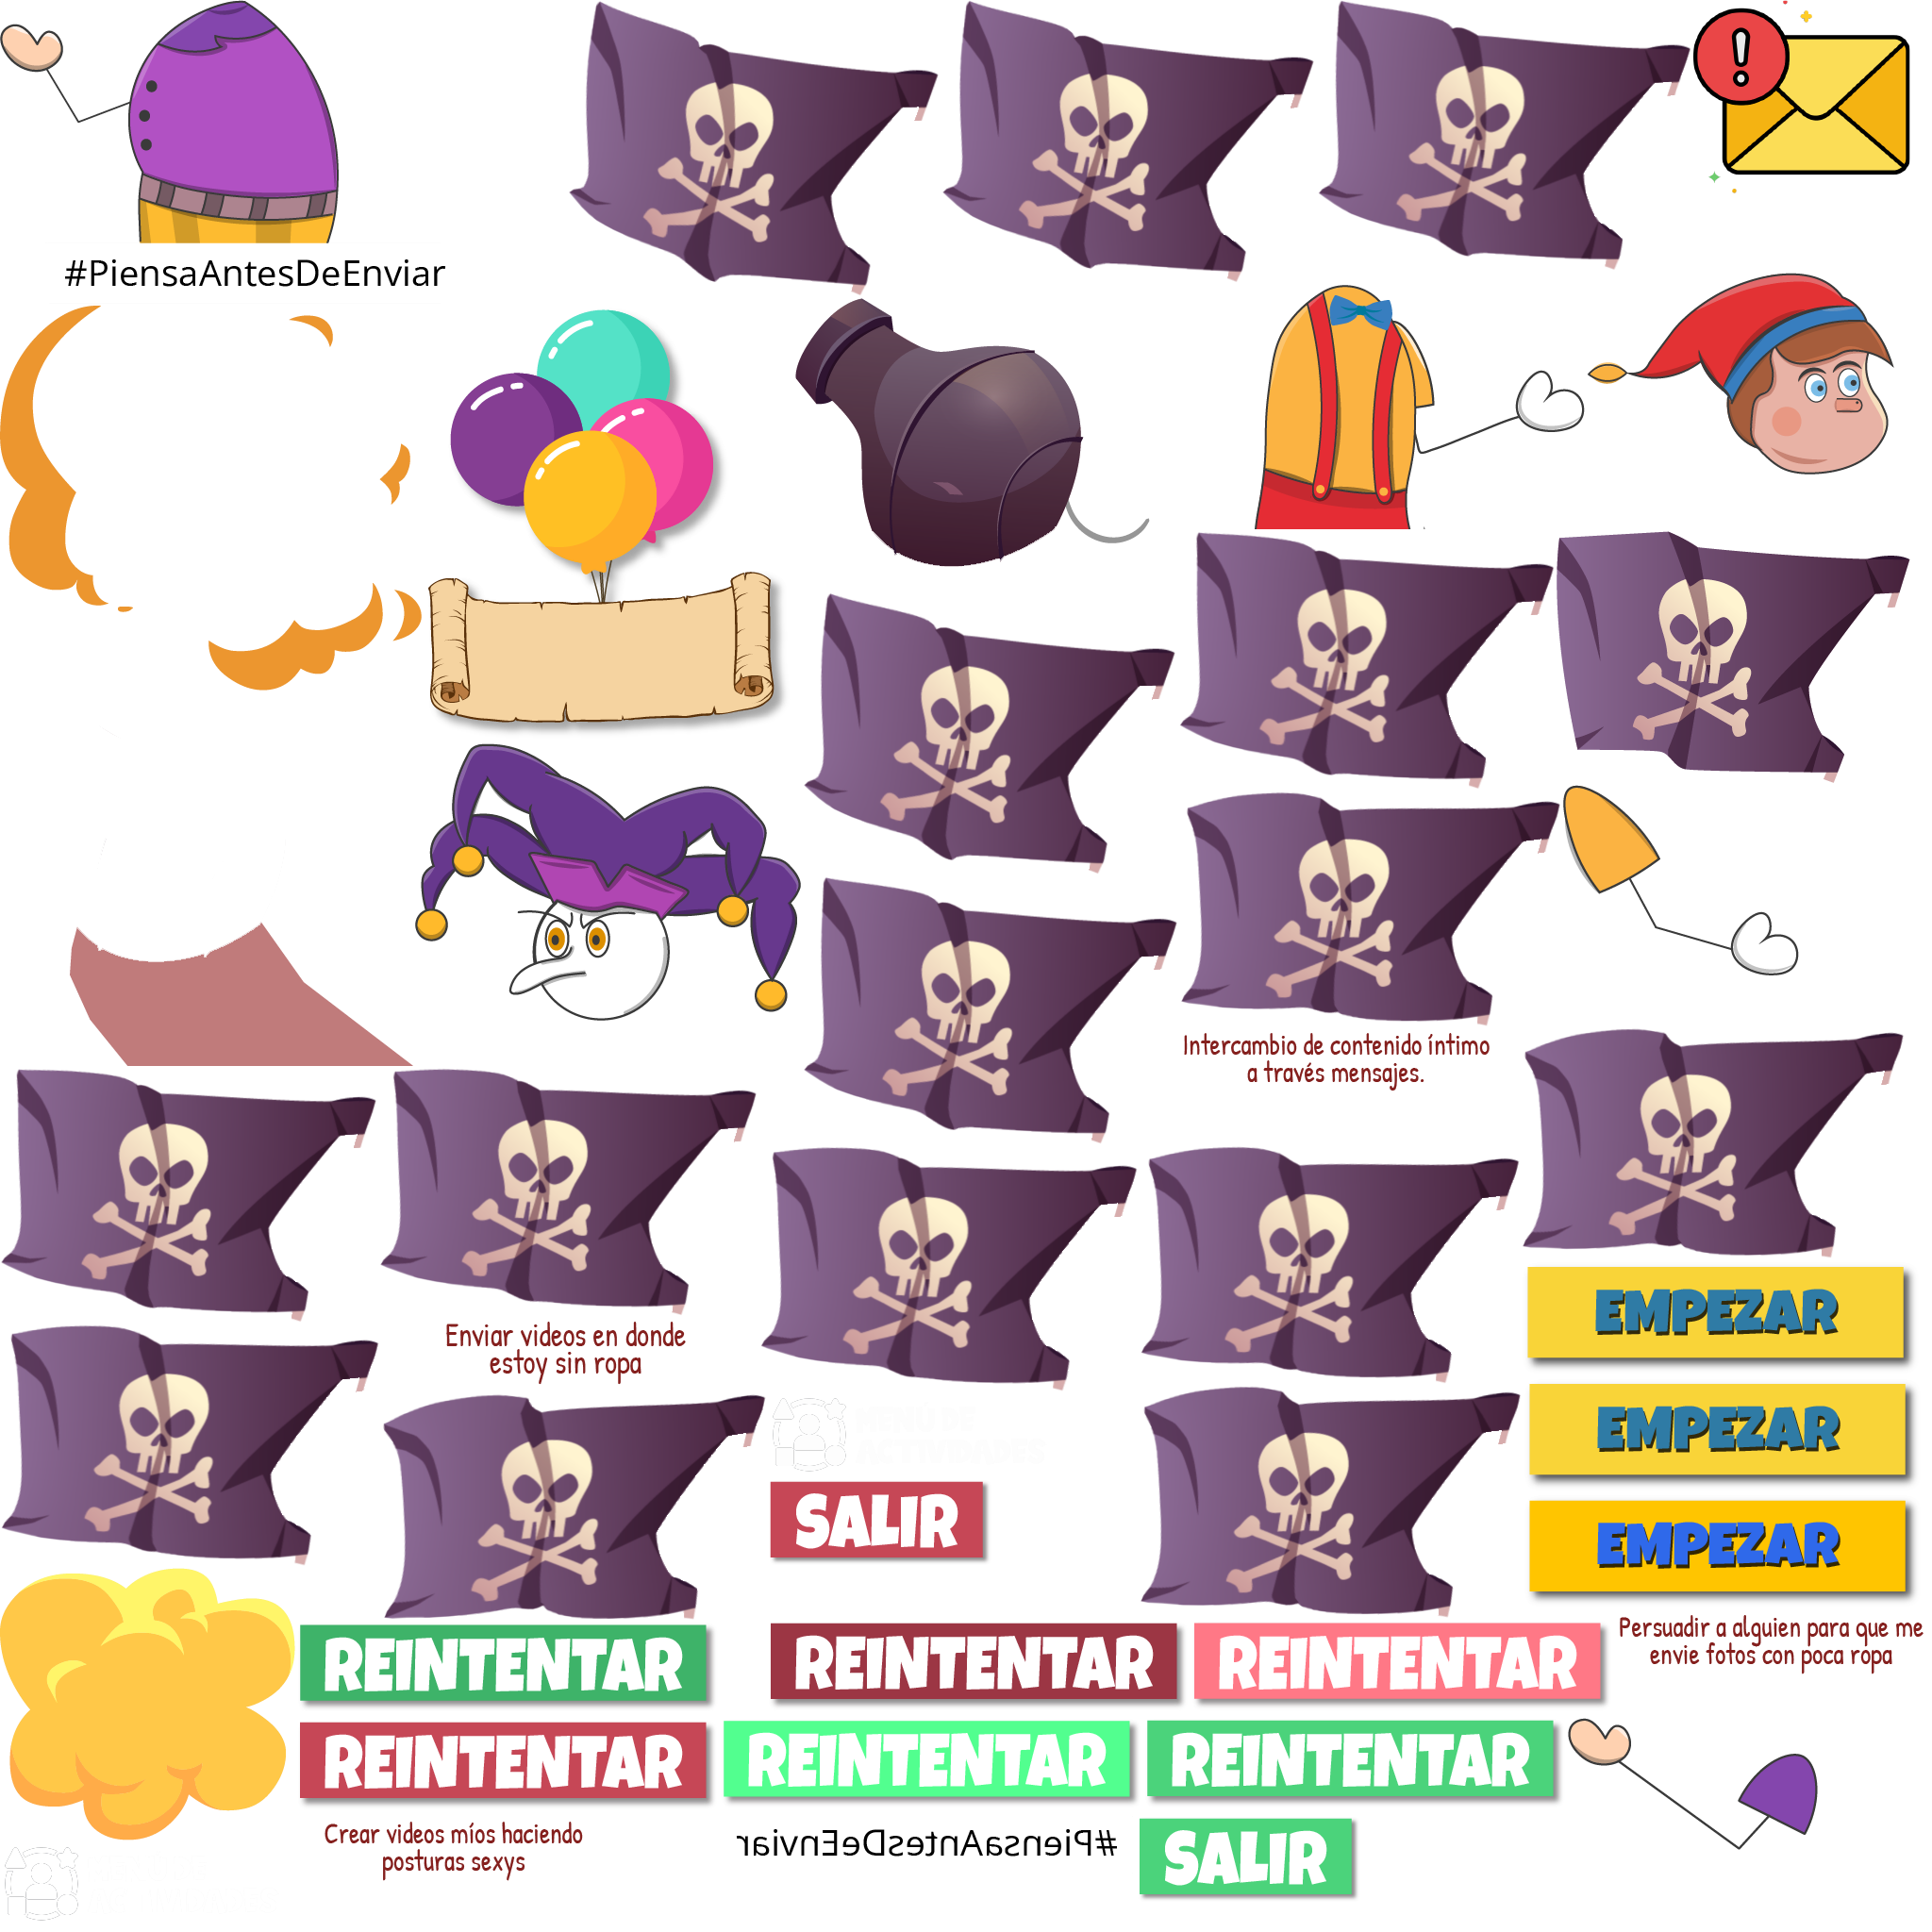 #PiensaAntesDeEnviar
Intercambio de contenido íntimo
a través mensajes.
Enviar videos en donde
estoy sin ropa
EMPEZAR
EMPEZAR
EMPEZAR
SALIR
Persuadir a alguien para que me
envie fotos con poca ropa
REINTENTAR
REINTENTAR
REINTENTAR
REINTENTAR
REINTENTAR
REINTENTAR
Crear videos míos haciendo
posturas sexys
#PiensaAntesDeEnviar
SALIR